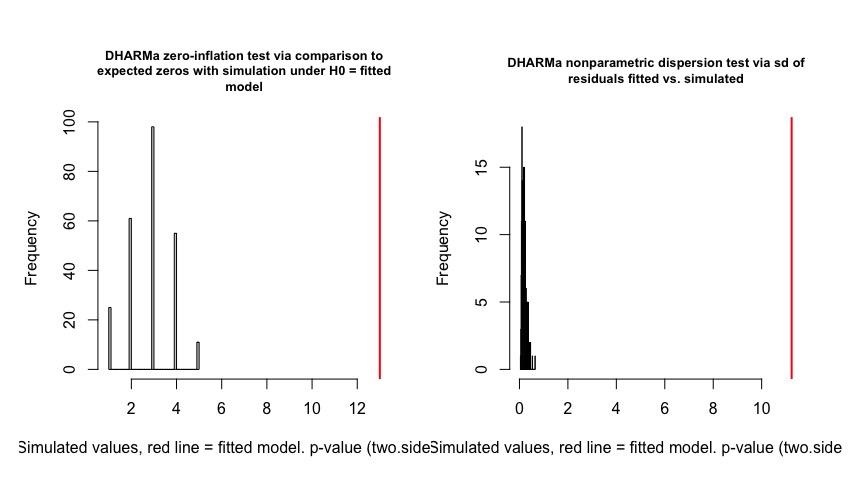 DHARMa zero-inflation test via comparison to
expected zeros with simulation under H0 = fitted
model
Frequency
100
80
60
40
20
0
2 4 6 8 10 12
Simulated values, red line = fitted model. p-value (two.side
DHARMa nonparametric dispersion test via sd of
residuals fitted vs. simulated
Frequency
15
10
5
0
0 2 4 6 8 10
Simulated values, red line = fitted model. p-value (two.side